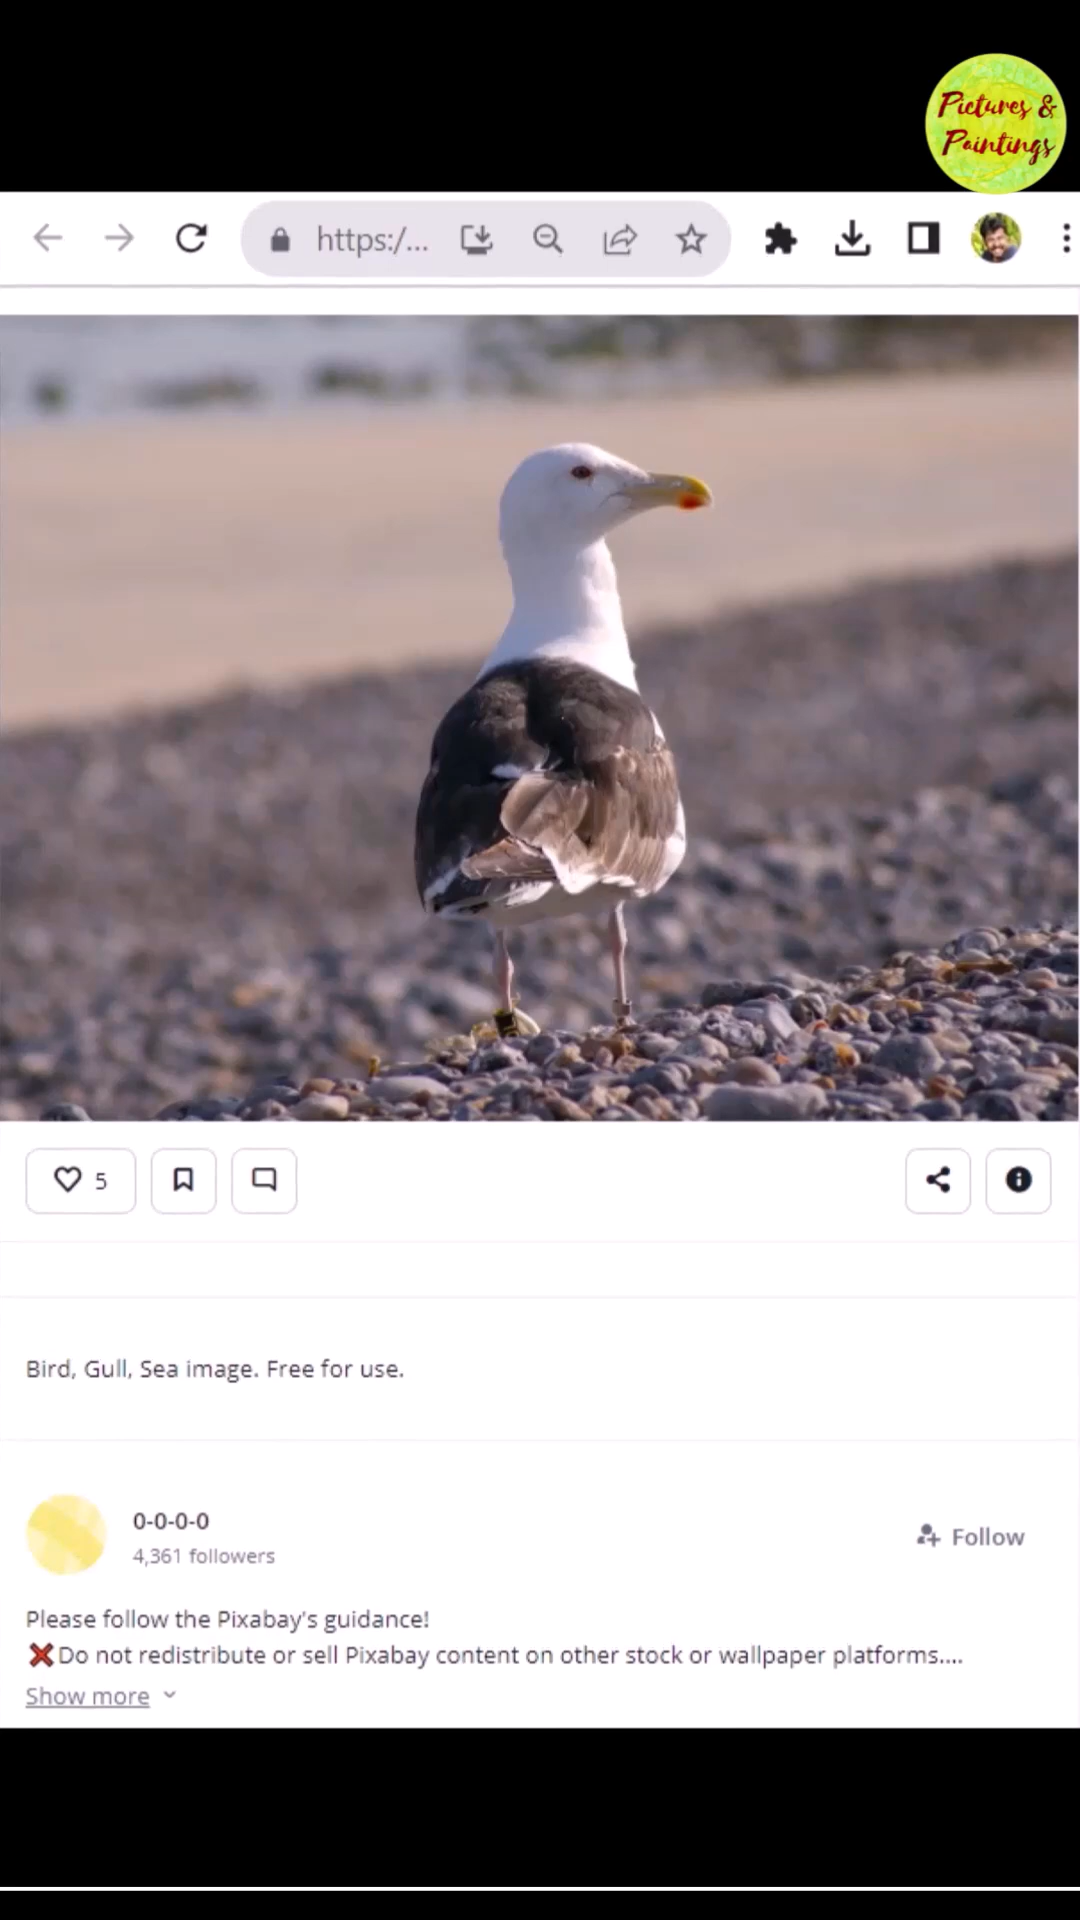 Pictures &
Paintings
https:/...
5
Bird, Gull, Sea image. Free for use.
0-0-0-0
4,361 followers
Follow
Please follow the Pixabay's guidance!
❌Do not redistribute or sell Pixabay content on other stock or wallpaper platforms....
Show more